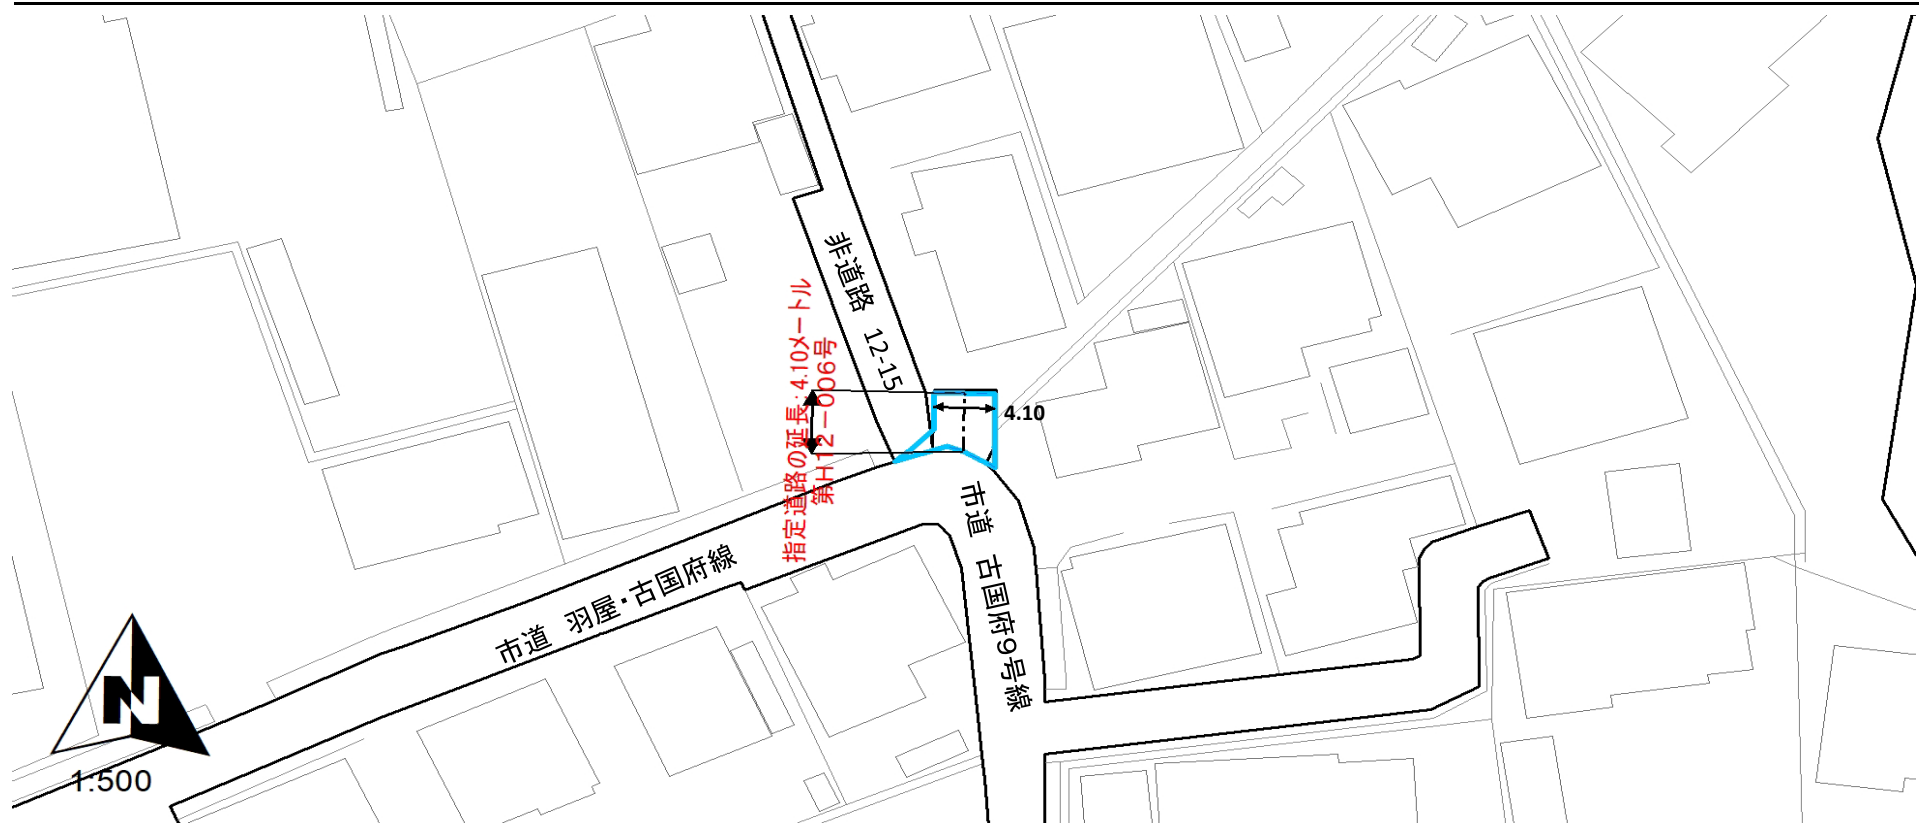 非道路 12-15
指定道路の延長:4.10メートル
第H12-006号
4.10
市道 古国府9号線
市道 羽屋・古国府線
N
1:500